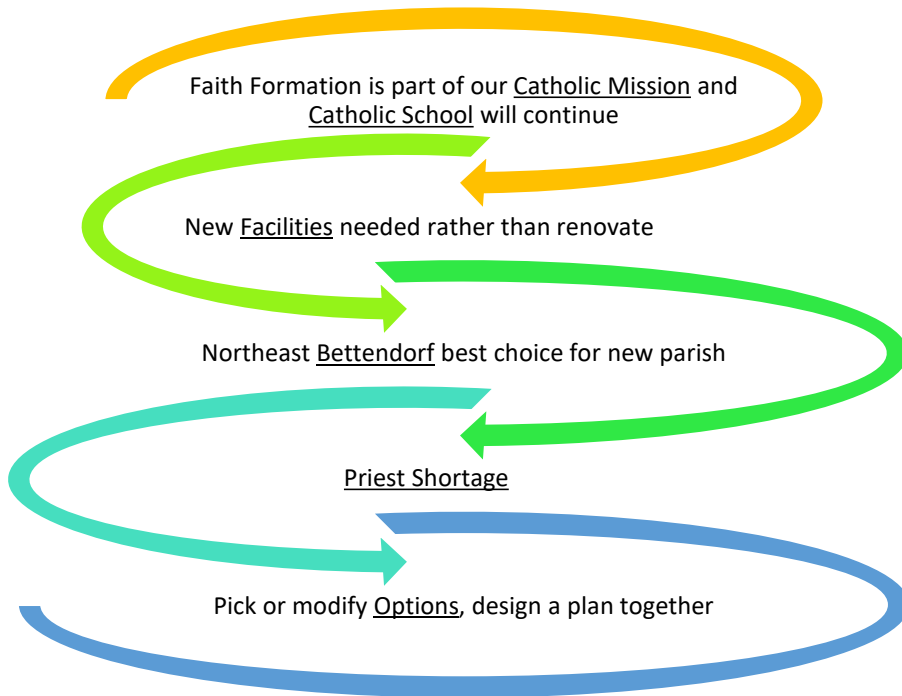 Faith Formation is part of our Catholic Mission and
Catholic School will continue
New Facilities needed rather than renovate
Northeast Bettendorf best choice for new parish
Priest Shortage
Pick or modify Options, design a plan together